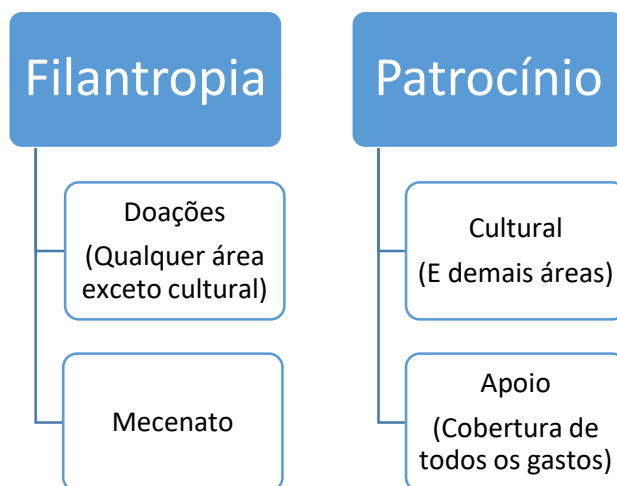 Filantropia
Doações
(Qualquer área
exceto cultural)
Mecenato
Patrocínio
Cultural
(E demais áreas)
Apoio
(Cobertura de
todos os gastos)